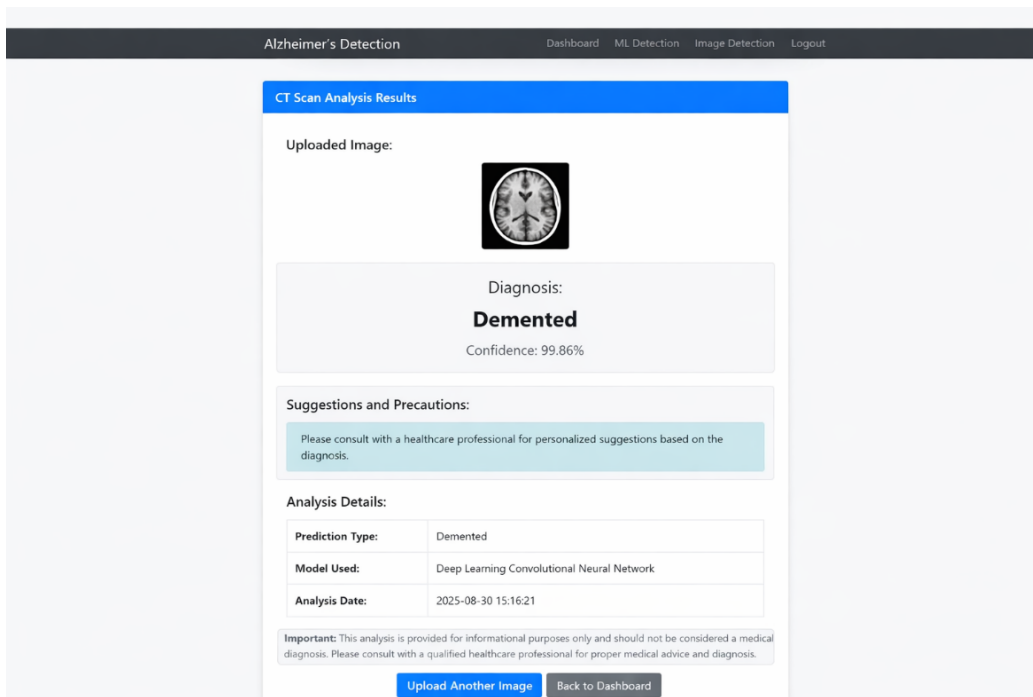 Alzheimer's Detection Dashboard ML Detection Image Detection Logout
CT Scan Analysis Results
Uploaded Image:
Diagnosis:
Demented
Confidence: 99.86%
Suggestions and Precautions:
Please consult with a healthcare professional for personalized suggestions based on the
diagnosis.
Analysis Details:
Prediction Type: Demented
Model Used: Deep Learning Convolutional Neural Network
Analysis Date: 2025-08-30 15:16:21
Important: This analysis is provided for informational purposes only and should not be considered a medical
diagnosis. Please consult with a qualified healthcare professional for proper medical advice and diagnosis.
Upload Another Image Back to Dashboard